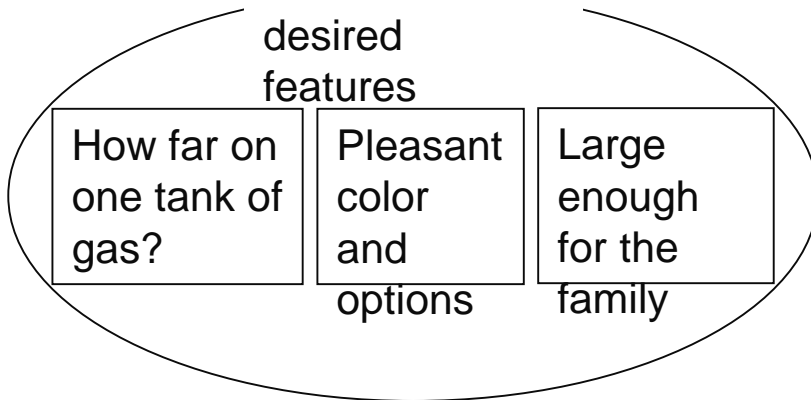 desired
features
How far on
one tank of
gas?
Pleasant
color
and
options
Large
enough
for the
family